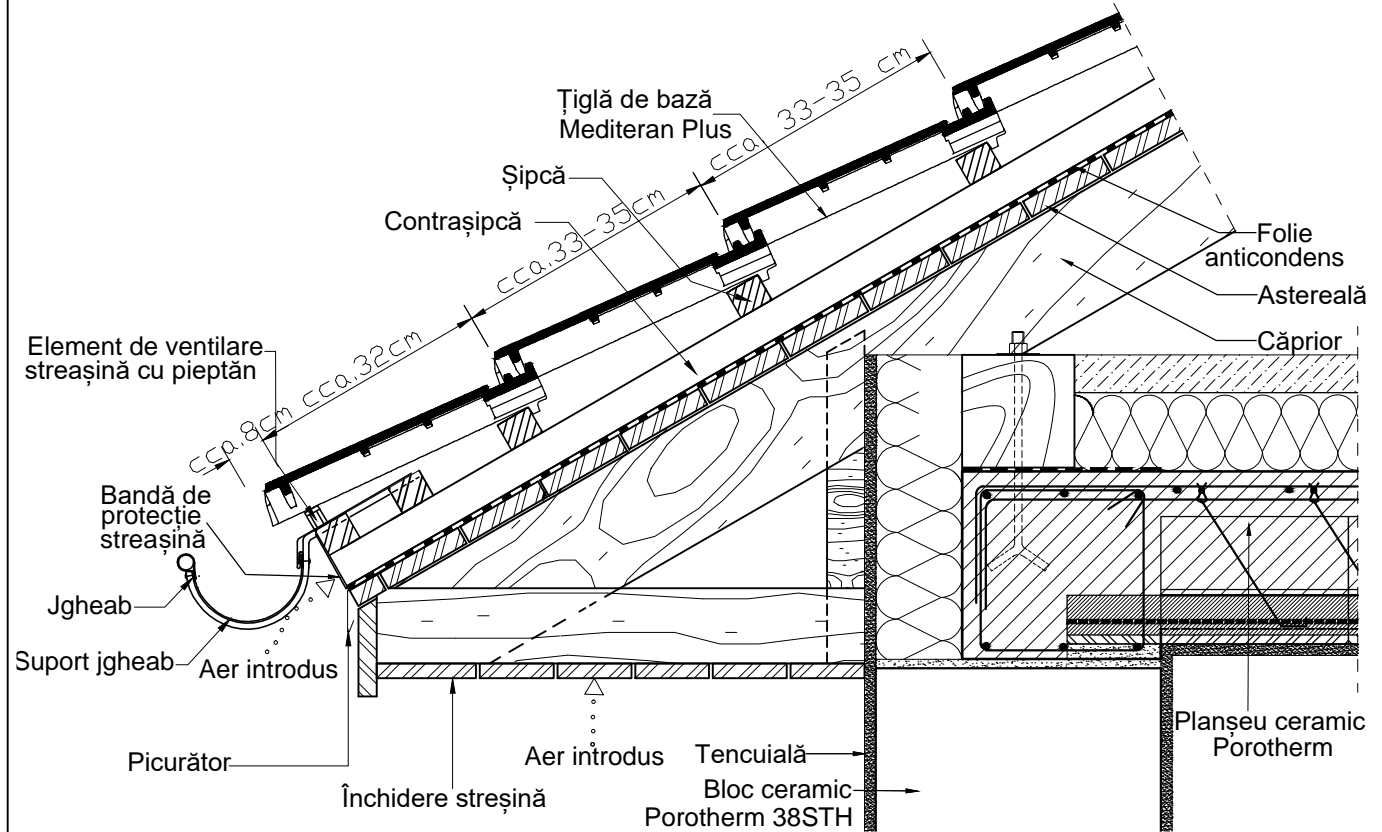 cca.8cm
cca.32cm
cca.33-35cm
cca 33-35 cm
Țiglă de bază
Mediteran Plus
Șipcă
Contrașipcă
Element de ventilare
streașină cu pieptăn
Bandă de
protecție
streașină
Jgheab
Suport jgheab
Aer introdus
Picurător
Închidere streșină
Aer introdus
Tencuială
Bloc ceramic
Porotherm 38STH
Folie
anticondens
Astereală
Căprior
Planșeu ceramic
Porotherm